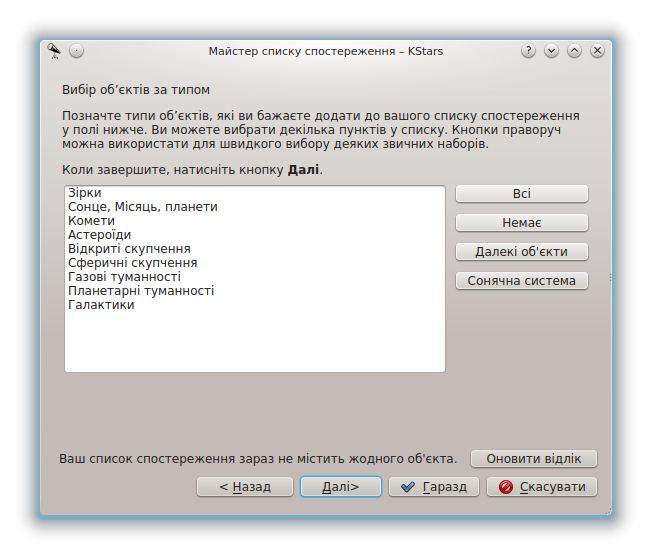 Майстер списку спостереження – KStars
Вибір об’єктів за типом
Позначте типи об’єктів, які ви бажаєте додати до вашого списку спостереження
у полі нижче. Ви можете вибрати декілька пунктів у списку. Кнопки праворуч
можна використати для швидкого вибору деяких звичних наборів.
Коли завершите, натисніть кнопку Далі.
Зірки
Сонце, Місяць, планети
Комети
Астероїди
Відкриті скупчення
Сферичні скупчення
Газові туманності
Планетарні туманності
Галактики
Всі
Немає
Далекі об'єкти
Сонячна система
Ваш список спостереження зараз не містить жодного об'єкта.
Оновити відлік
< Назад
Далі>
Гаразд
Скасувати